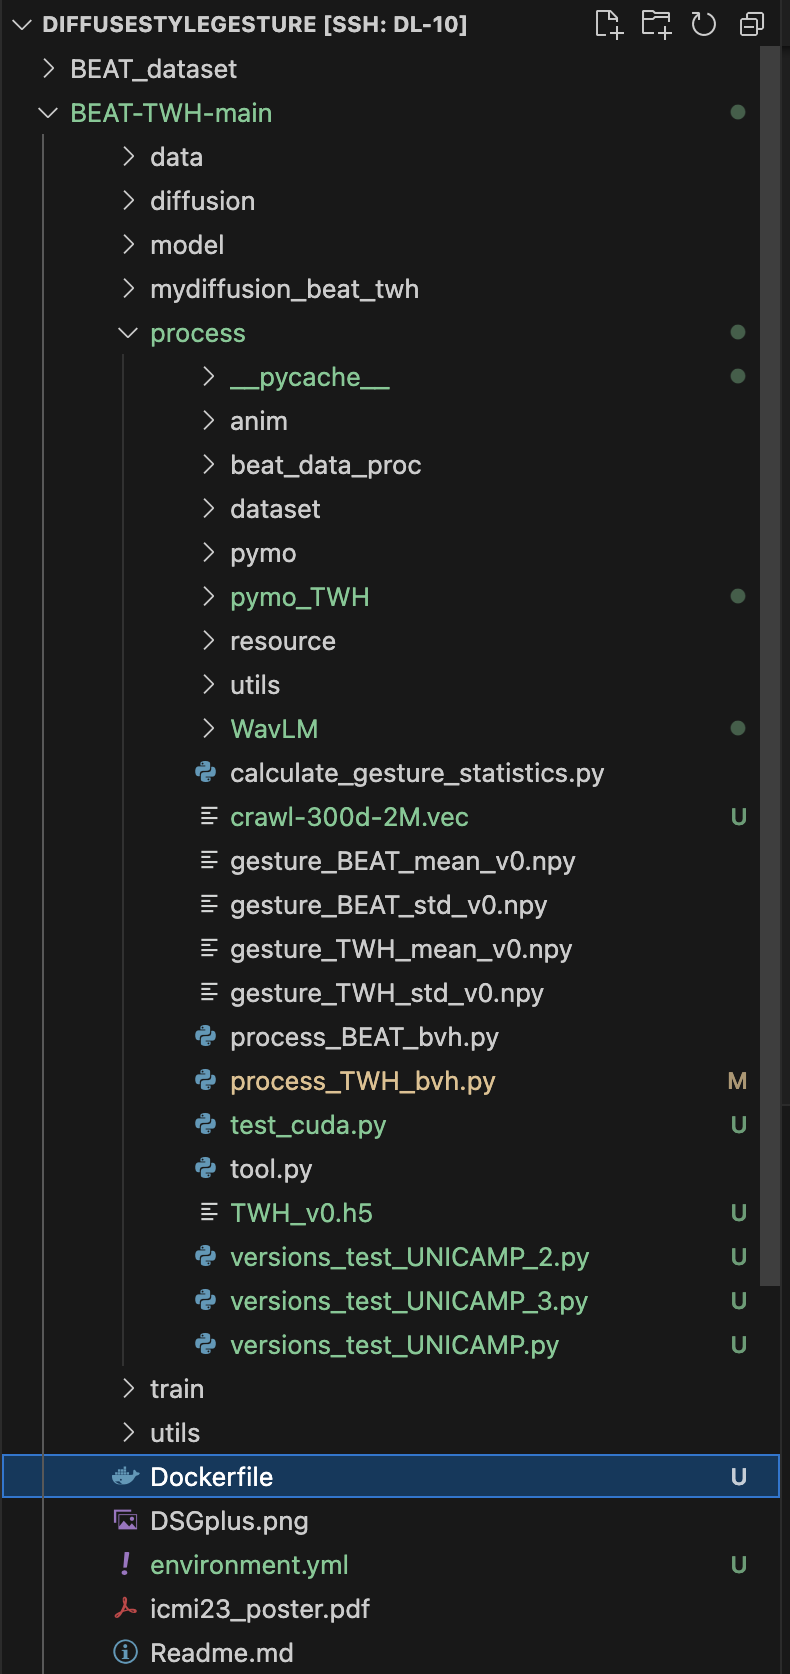 DIFFUSESTYLEGESTURE [SSH: DL-10]
BEAT_dataset
BEAT-TWH-main
data
diffusion
model
mydiffusion_beat_twh
process
__pycache__
anim
beat_data_proc
dataset
pymo
pymo_TWH
resource
utils
WavLM
calculate_gesture_statistics.py
crawl-300d-2M.vec U
gesture_BEAT_mean_v0.npy
gesture_BEAT_std_v0.npy
gesture_TWH_mean_v0.npy
gesture_TWH_std_v0.npy
process_BEAT_bvh.py
process_TWH_bvh.py M
test_cuda.py U
tool.py
TWH_v0.h5 U
versions_test_UNICAMP_2.py U
versions_test_UNICAMP_3.py U
versions_test_UNICAMP.py U
train
utils
Dockerfile U
DSGplus.png
environment.yml U
icmi23_poster.pdf
Readme.md